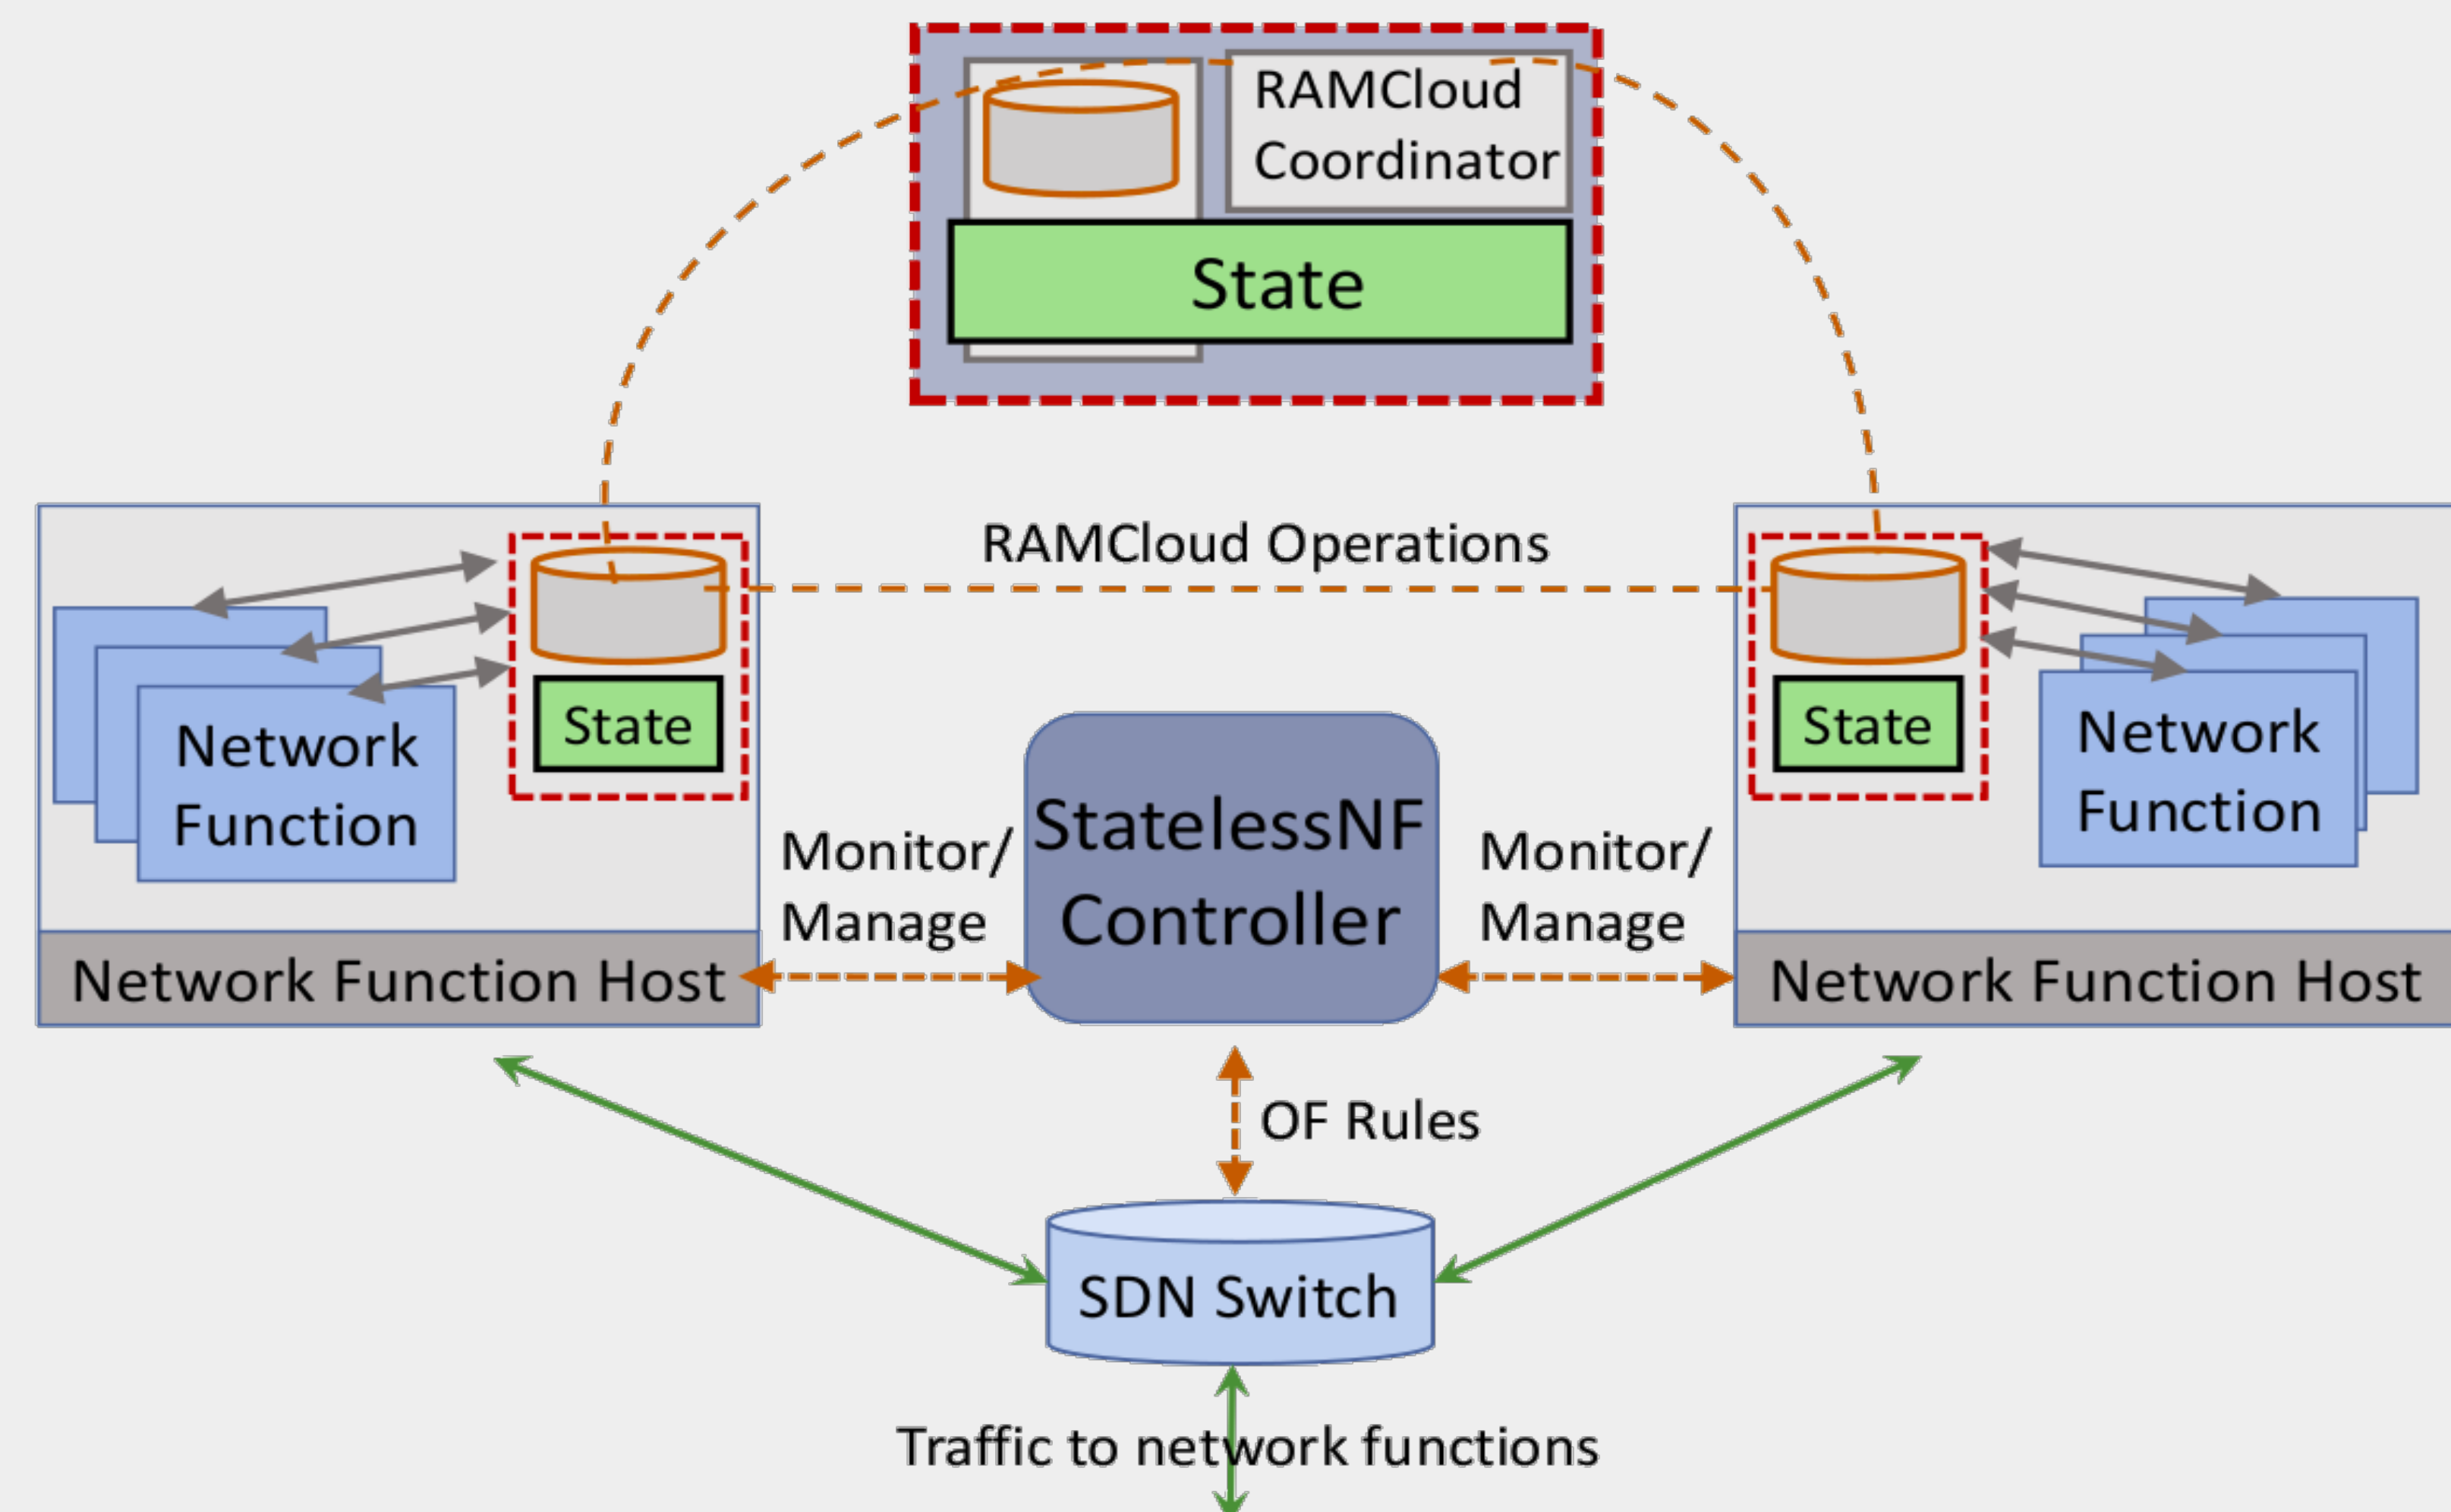 RAMCloud
Coordinator
State
RAMCloud Operations
State
Network
Function
Network Function Host
Monitor/
Manage
StatelessNF
Controller
Monitor/
Manage
State
Network
Function
Network Function Host
OF Rules
SDN Switch
Traffic to network functions